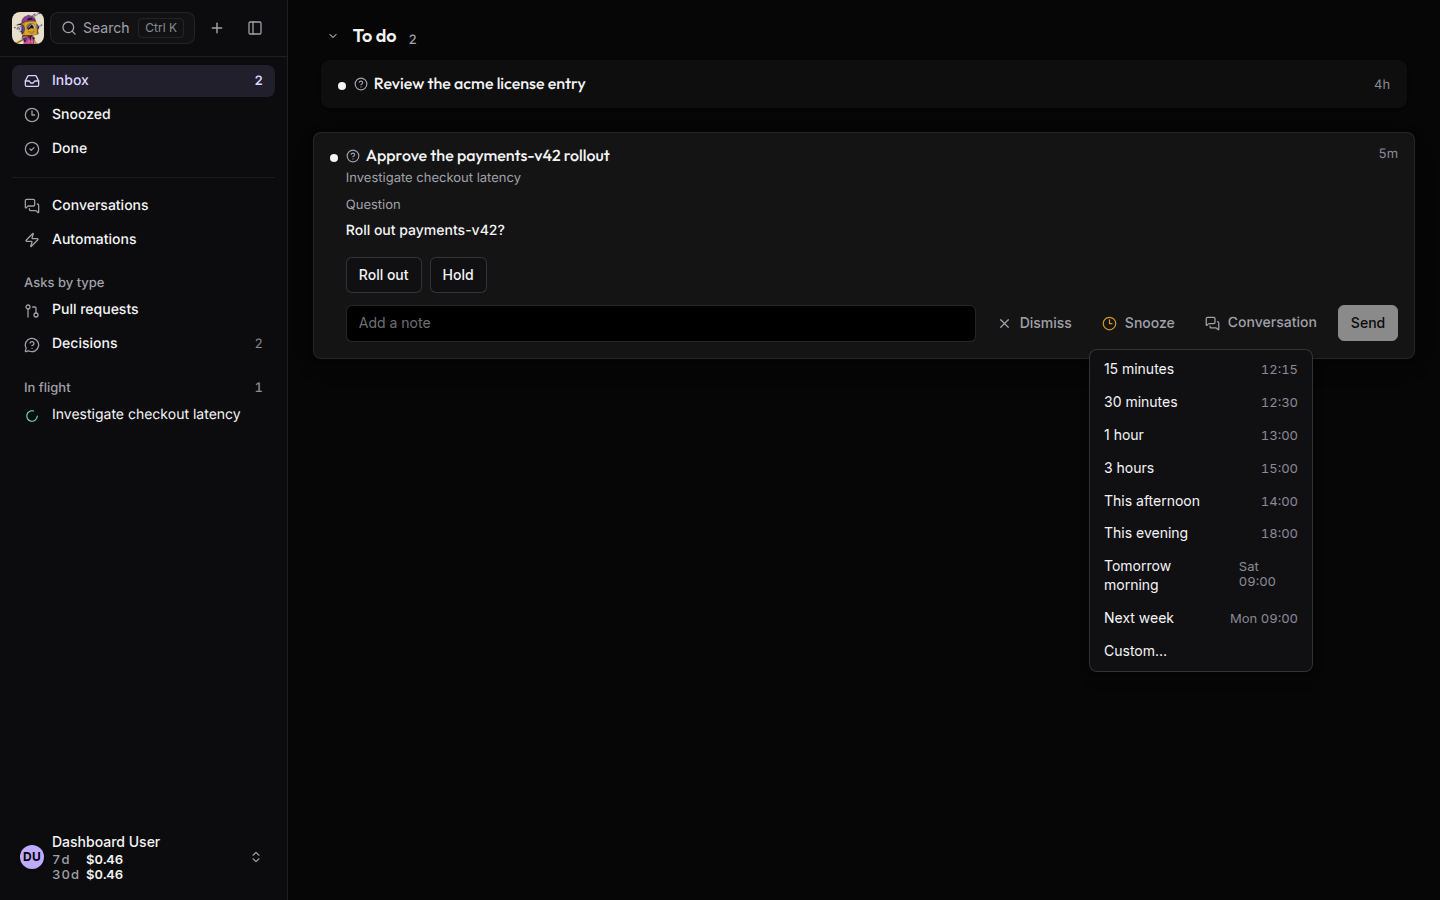 Search Ctrl K
Inbox 2
Snoozed
Done
Conversations
Automations
Asks by type
Pull requests
Decisions 2
In flight 1
Investigate checkout latency
DU
Dashboard User
7d $0.46
30d $0.46
To do 2
Review the acme license entry 4h
Approve the payments-v42 rollout 5m
Investigate checkout latency
Question
Roll out payments-v42?
Roll out Hold
Add a note Dismiss Snooze Conversation Send
15 minutes 12:15
30 minutes 12:30
1 hour 13:00
3 hours 15:00
This afternoon 14:00
This evening 18:00
Tomorrow Sat
morning 09:00
Next week Mon 09:00
Custom...